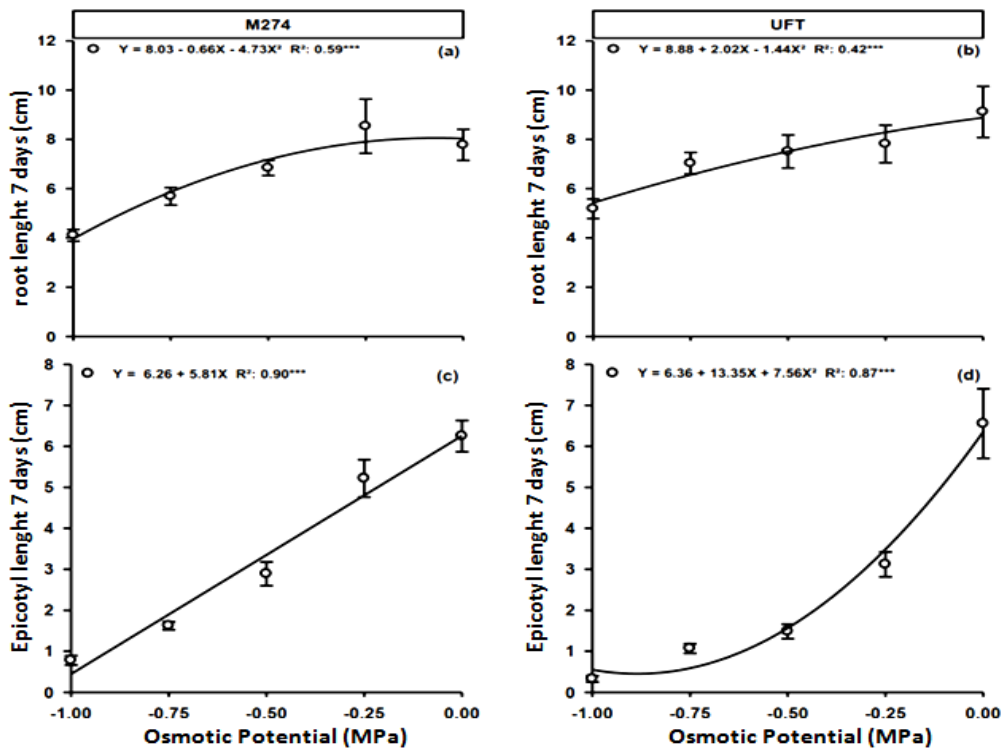 M274
UFT
Y = 8.03 - 0.66X - 4.73X² R²: 0.59***
(a)
12
10
8
6
4
2
0
root lenght 7 days (cm)
Y = 8.88 + 2.02X - 1.44X² R²: 0.42***
(b)
12
10
8
6
4
2
0
root lenght 7 days (cm)
Y = 6.26 + 5.81X R²: 0.90***
(c)
8
7
6
5
4
3
2
1
0
Epicotyl lenght 7 days (cm)
-1.00 -0.75 -0.50 -0.25 0.00
Osmotic Potential (MPa)
Y = 6.36 + 13.35X + 7.56X² R²: 0.87***
(d)
8
7
6
5
4
3
2
1
0
Epicotyl lenght 7 days (cm)
-1.00 -0.75 -0.50 -0.25 0.00
Osmotic Potential (MPa)